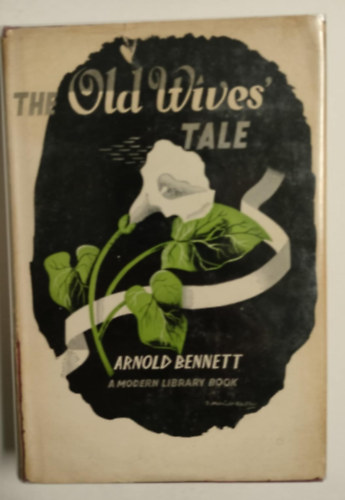 THE Old Wives'
TALE
ARNOLD BENNETT
A MODERN LIBRARY BOOK